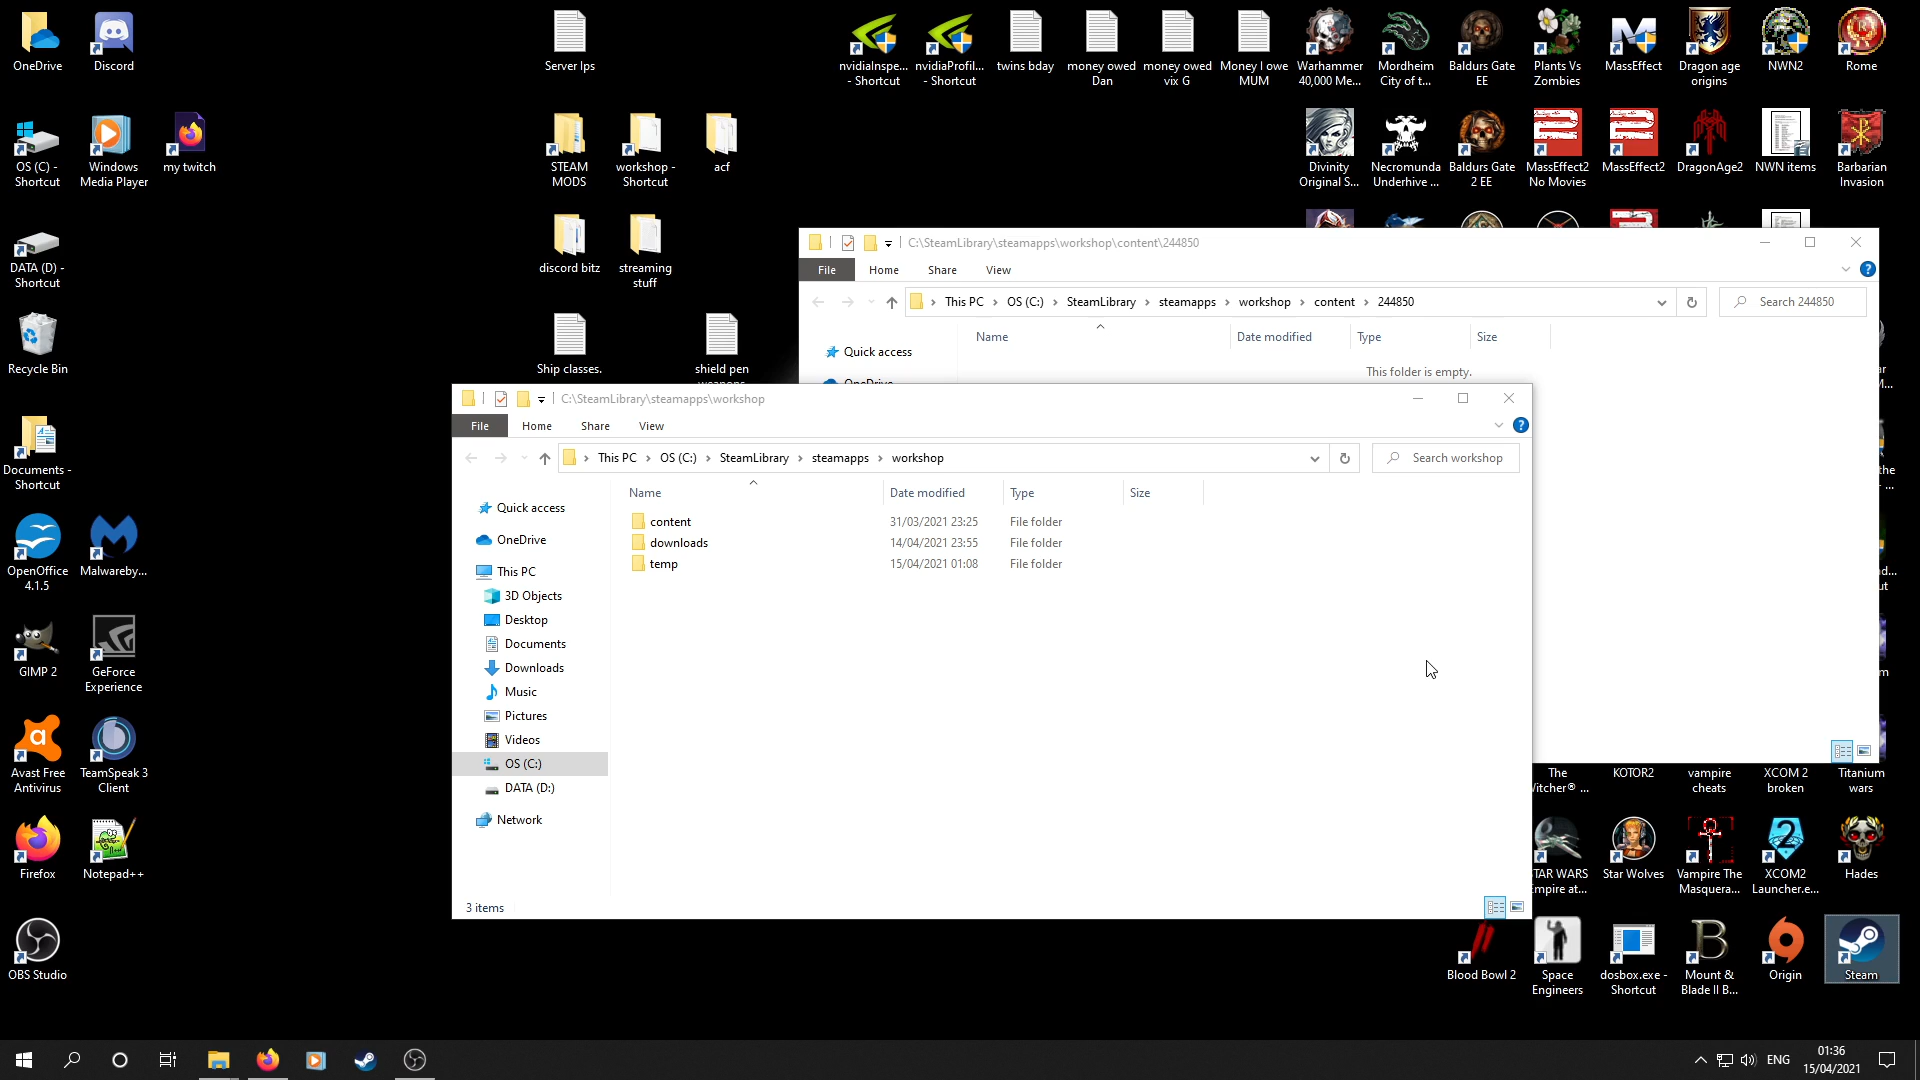 OneDrive
Discord
Server Ips
nvidiaInspe...
- Shortcut
nvidiaProfil...
- Shortcut
twins bday
money owed
Dan
money owed
vix G
Money I owe
MUM
Warhammer
40,000 Me...
Mordheim
City of t...
Baldurs Gate
EE
Plants Vs
Zombies
MassEffect
Dragon age
origins
NWN2
Rome
OS (C) -
Shortcut
Windows
Media Player
my twitch
STEAM
MODS
workshop -
Shortcut
acf
Divinity
Original S...
Necromunda
Underhive ...
Baldurs Gate
2 EE
MassEffect2
No Movies
MassEffect2
DragonAge2
NWN items
Barbarian
Invasion
DATA (D) -
Shortcut
discord bitz
streaming
stuff
C:\SteamLibrary\steamapps\workshop\content\244850
File
Home
Share
View
This PC
OS (C:)
SteamLibrary
steamapps
workshop
content
244850
Search 244850
Name
Date modified
Type
Size
Quick access
This folder is empty.
OneDrive
Recycle Bin
Ship classes.
shield pen
weapons
C:\SteamLibrary\steamapps\workshop
File
Home
Share
View
This PC
OS (C:)
SteamLibrary
steamapps
workshop
Search workshop
Name
Date modified
Type
Size
content
31/03/2021 23:25
File folder
downloads
14/04/2021 23:55
File folder
temp
15/04/2021 01:08
File folder
Quick access
OneDrive
This PC
3D Objects
Desktop
Documents
Downloads
Music
Pictures
Videos
OS (C:)
DATA (D:)
Network
3 items
Documents -
Shortcut
OpenOffice
4.1.5
Malwareby...
GIMP 2
GeForce
Experience
Avast Free
Antivirus
TeamSpeak 3
Client
Firefox
Notepad++
OBS Studio
The
Witcher® ...
KOTOR2
vampire
cheats
XCOM 2
broken
Titanium
wars
STAR WARS
Empire at...
Star Wolves
Vampire The
Masquera...
XCOM2
Launcher.e...
Hades
Blood Bowl 2
Space
Engineers
dosbox.exe -
Shortcut
Mount &
Blade II B...
Origin
Steam
ENG
01:36
15/04/2021